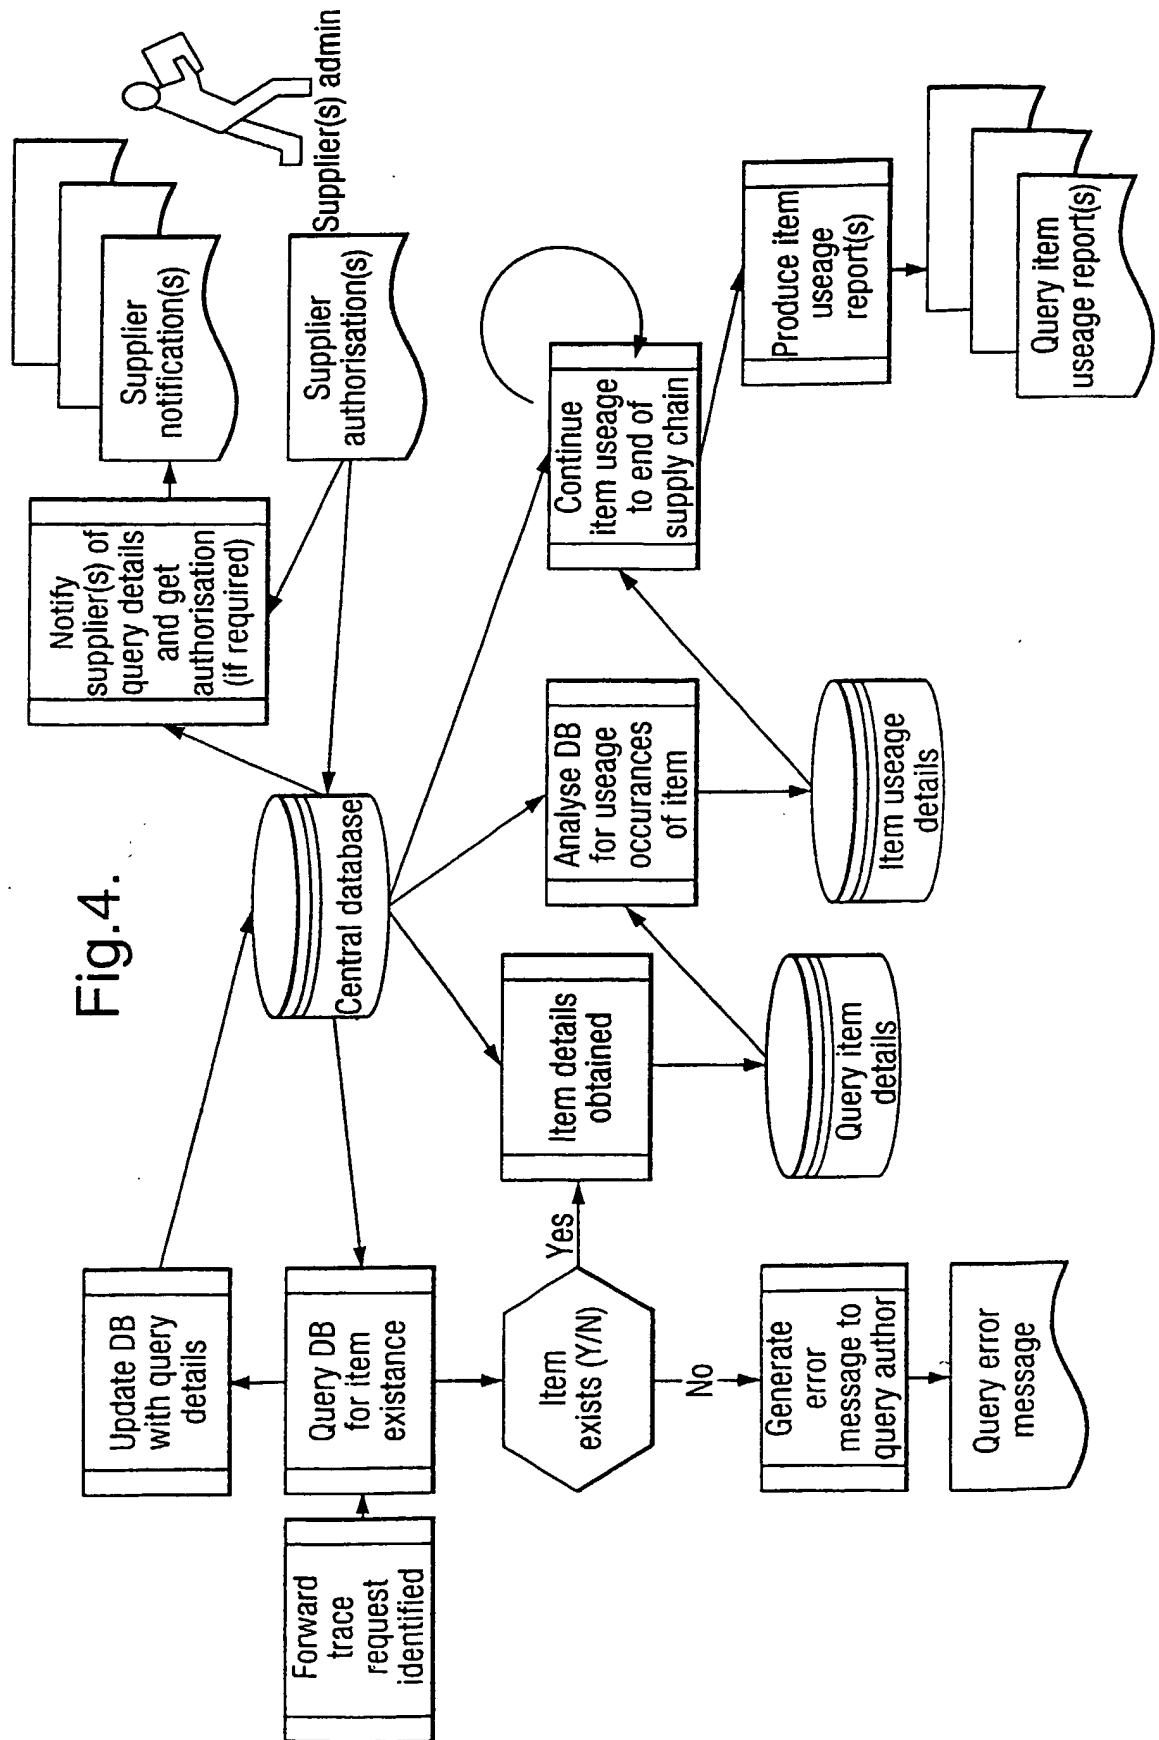 Fig.4.
Forward
trace
request
identified
Update DB
with query
details
Query DB
for item
existance
Item
exists (Y/N)
Yes
No
Generate
error
message to
query author
Query error
message
Central database
Item details
obtained
Query item
details
Analyse DB
for useage
occurances
of item
Item useage
details
Notify
supplier(s) of
query details
and get
authorisation
(if required)
Supplier
notification(s)
Supplier
authorisation(s)
Supplier(s) admin
Continue
item useage
to end of
supply chain
Produce item
useage
report(s)
Query item
useage report(s)